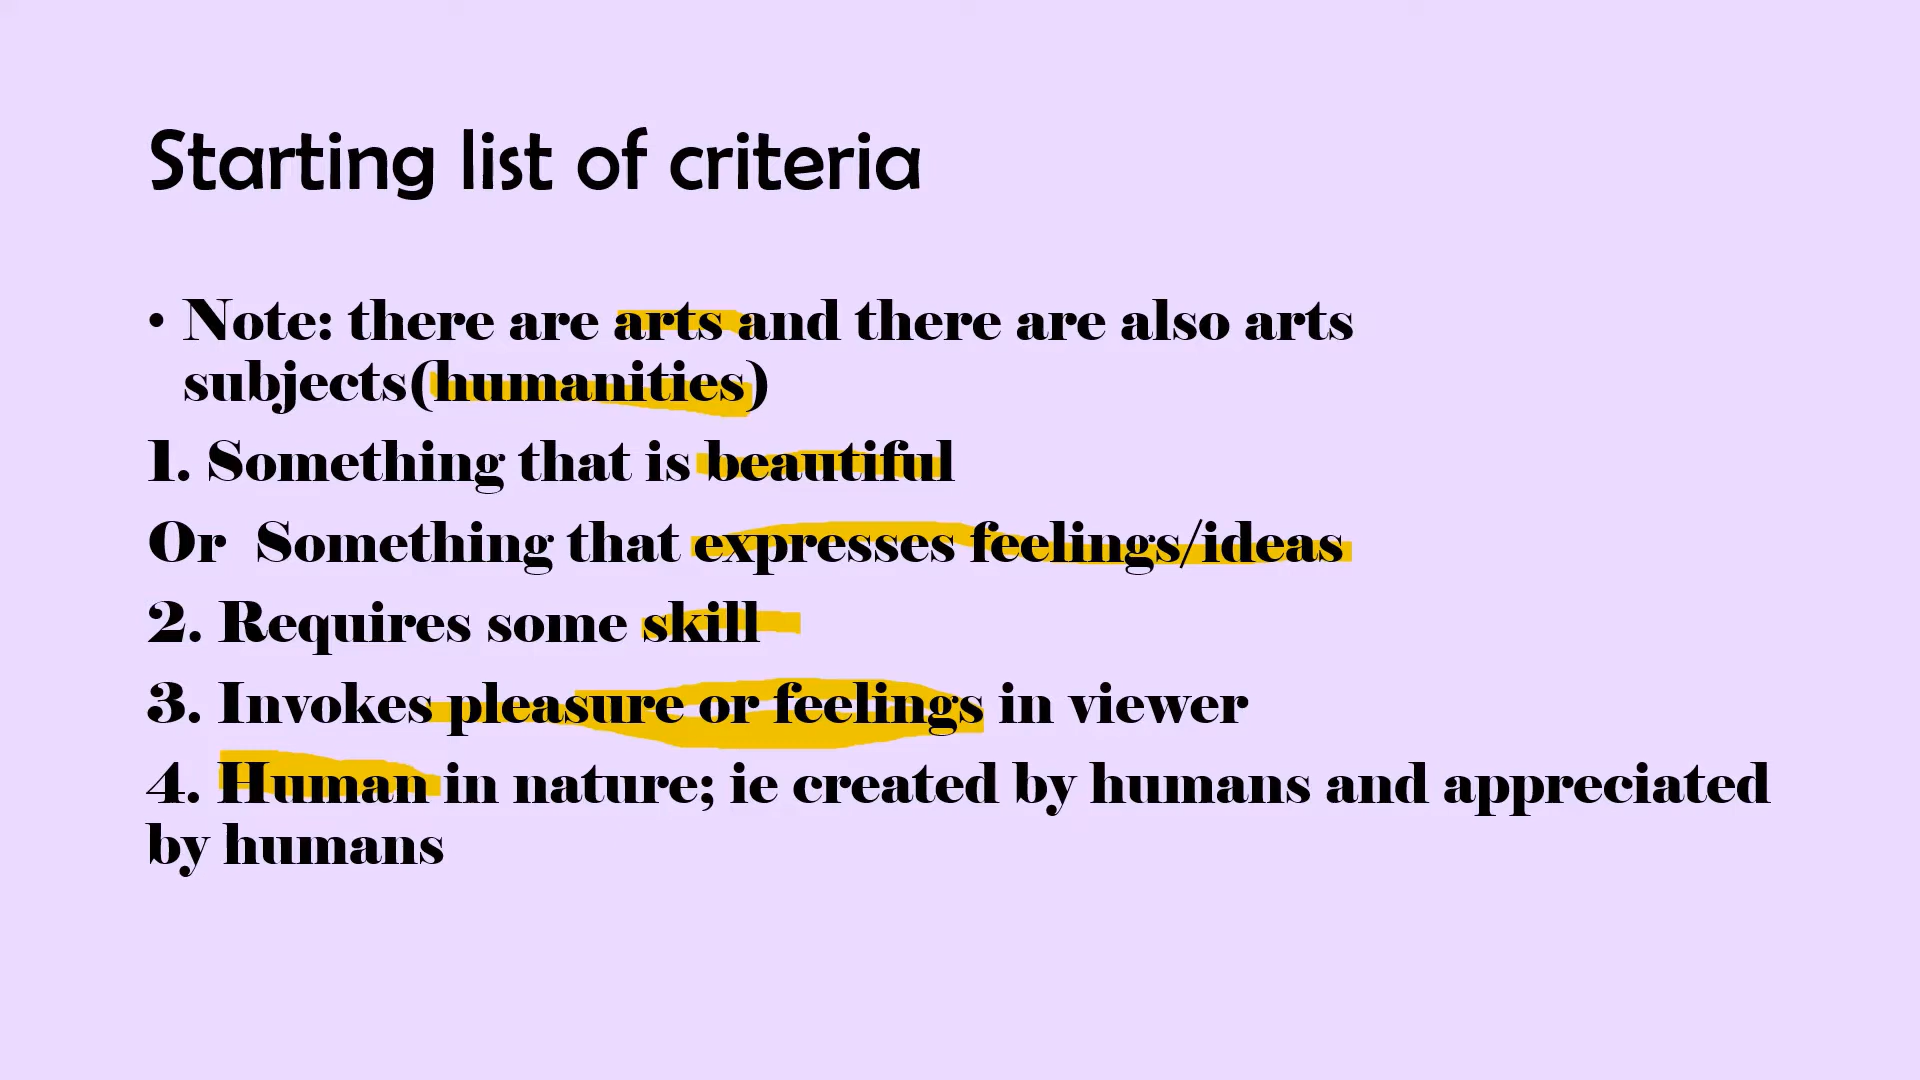 Starting list of criteria
• Note: there are arts and there are also arts
subjects(humanities)
1. Something that is beautiful
Or  Something that expresses feelings/ideas
2. Requires some skill
3. Invokes pleasure or feelings in viewer
4. Human in nature; ie created by humans and appreciated
by humans